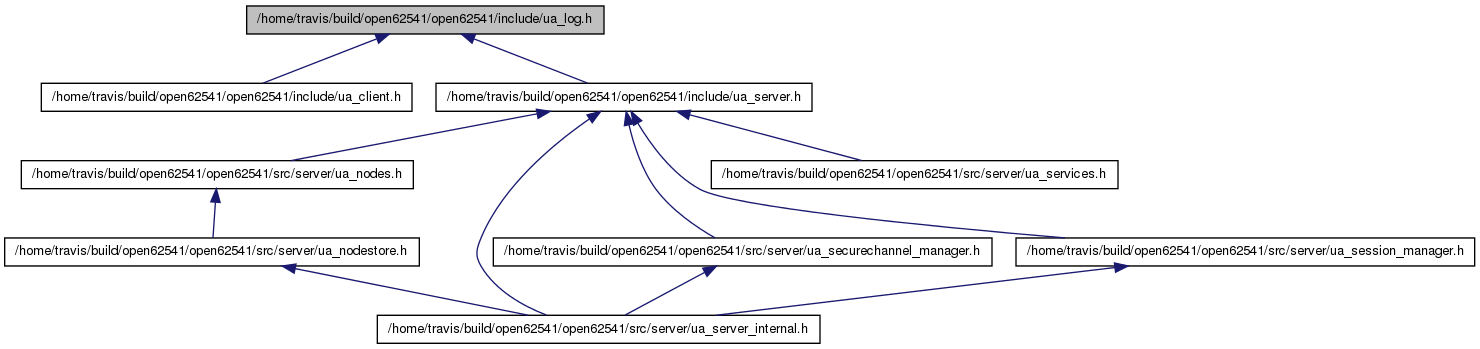 /home/travis/build/open62541/open62541/include/ua_log.h
/home/travis/build/open62541/open62541/include/ua_client.h
/home/travis/build/open62541/open62541/include/ua_server.h
/home/travis/build/open62541/open62541/src/server/ua_nodes.h
/home/travis/build/open62541/open62541/src/server/ua_services.h
/home/travis/build/open62541/open62541/src/server/ua_nodestore.h
/home/travis/build/open62541/open62541/src/server/ua_securechannel_manager.h
/home/travis/build/open62541/open62541/src/server/ua_session_manager.h
/home/travis/build/open62541/open62541/src/server/ua_server_internal.h